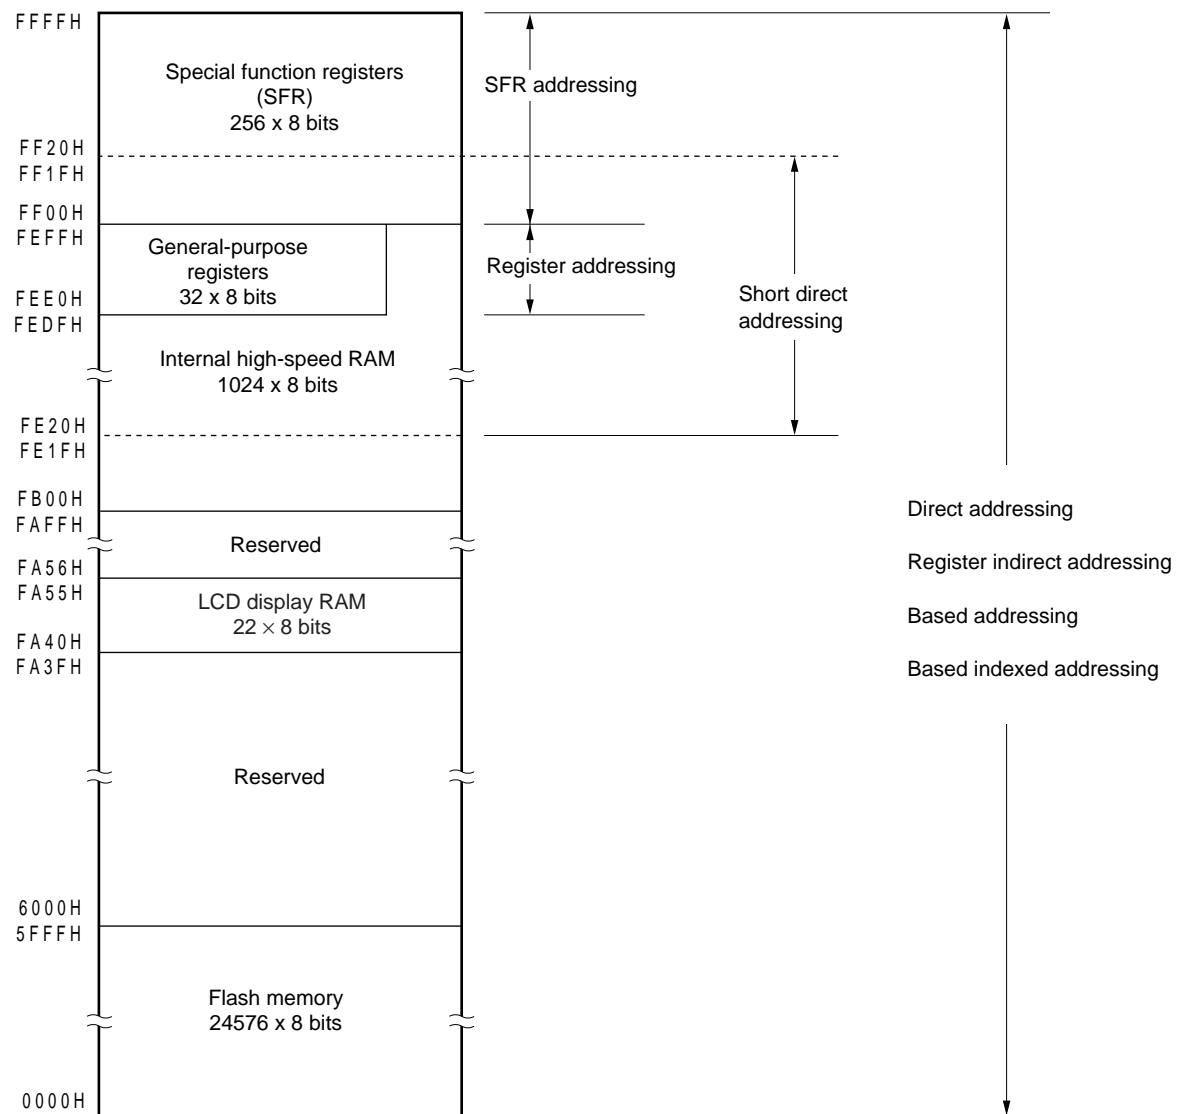 FFFFH
Special function registers
(SFR)
256 x 8 bits
SFR addressing
FF20H
FF1FH
FF00H
FEFFH
General-purpose
registers
32 x 8 bits
Register addressing
Short direct
addressing
FEE0H
FEDFH
Internal high-speed RAM
1024 x 8 bits
FE20H
FE1FH
FB00H
FAFFH
Reserved
Direct addressing
Register indirect addressing
Based addressing
Based indexed addressing
FA56H
FA55H
LCD display RAM
22 × 8 bits
FA40H
FA3FH
Reserved
6000H
5FFFH
Flash memory
24576 x 8 bits
0000H